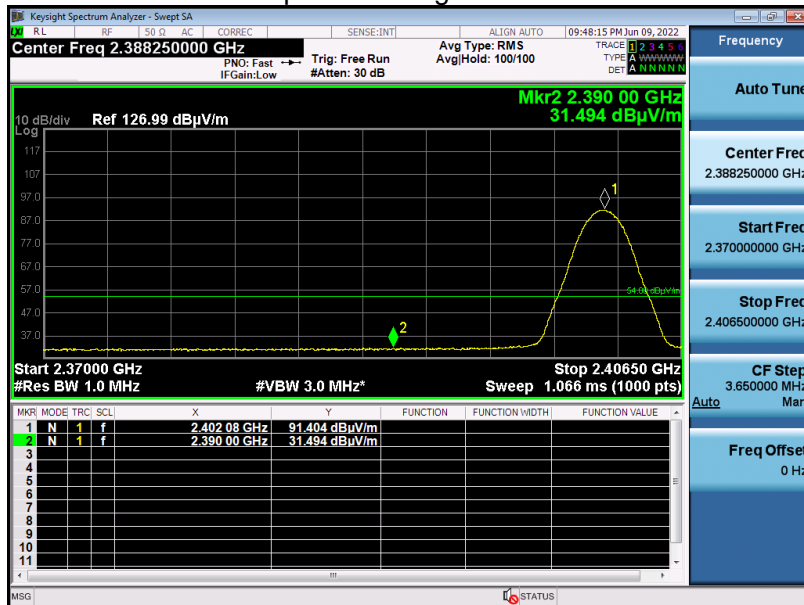 Keysight Spectrum Analyzer - Swept SA
RL RF 50 Ω AC CORREC SENSE:INT ALIGN AUTO 09:48:15 PM Jun 09, 2022
Center Freq 2.388250000 GHz
PNO: Fast
IFGain:Low
Trig: Free Run
#Atten: 30 dB
Avg Type: RMS
Avg|Hold: 100/100
TRACE 1 2 3 4 5 6
TYPE A WWWWW
DET A N N N N N
Mkr2 2.390 00 GHz
31.494 dBµV/m
10 dB/div Ref 126.99 dBµV/m
Log
117
107
97.0
87.0
77.0
67.0
57.0
47.0
37.0
1
2
Start 2.37000 GHz Stop 2.40650 GHz
#Res BW 1.0 MHz #VBW 3.0 MHz* Sweep 1.066 ms (1000 pts)
MKR MODE TRC SCL X Y FUNCTION FUNCTION WIDTH FUNCTION VALUE
1 N 1 f 2.402 08 GHz 91.404 dBµV/m
2 N 1 f 2.390 00 GHz 31.494 dBµV/m
3
4
5
6
7
8
9
10
11
MSG STATUS
Frequency
Auto Tune
Center Freq
2.388250000 GHz
Start Freq
2.370000000 GHz
Stop Freq
2.406500000 GHz
CF Step
3.650000 MHz
Auto Man
Freq Offset
0 Hz